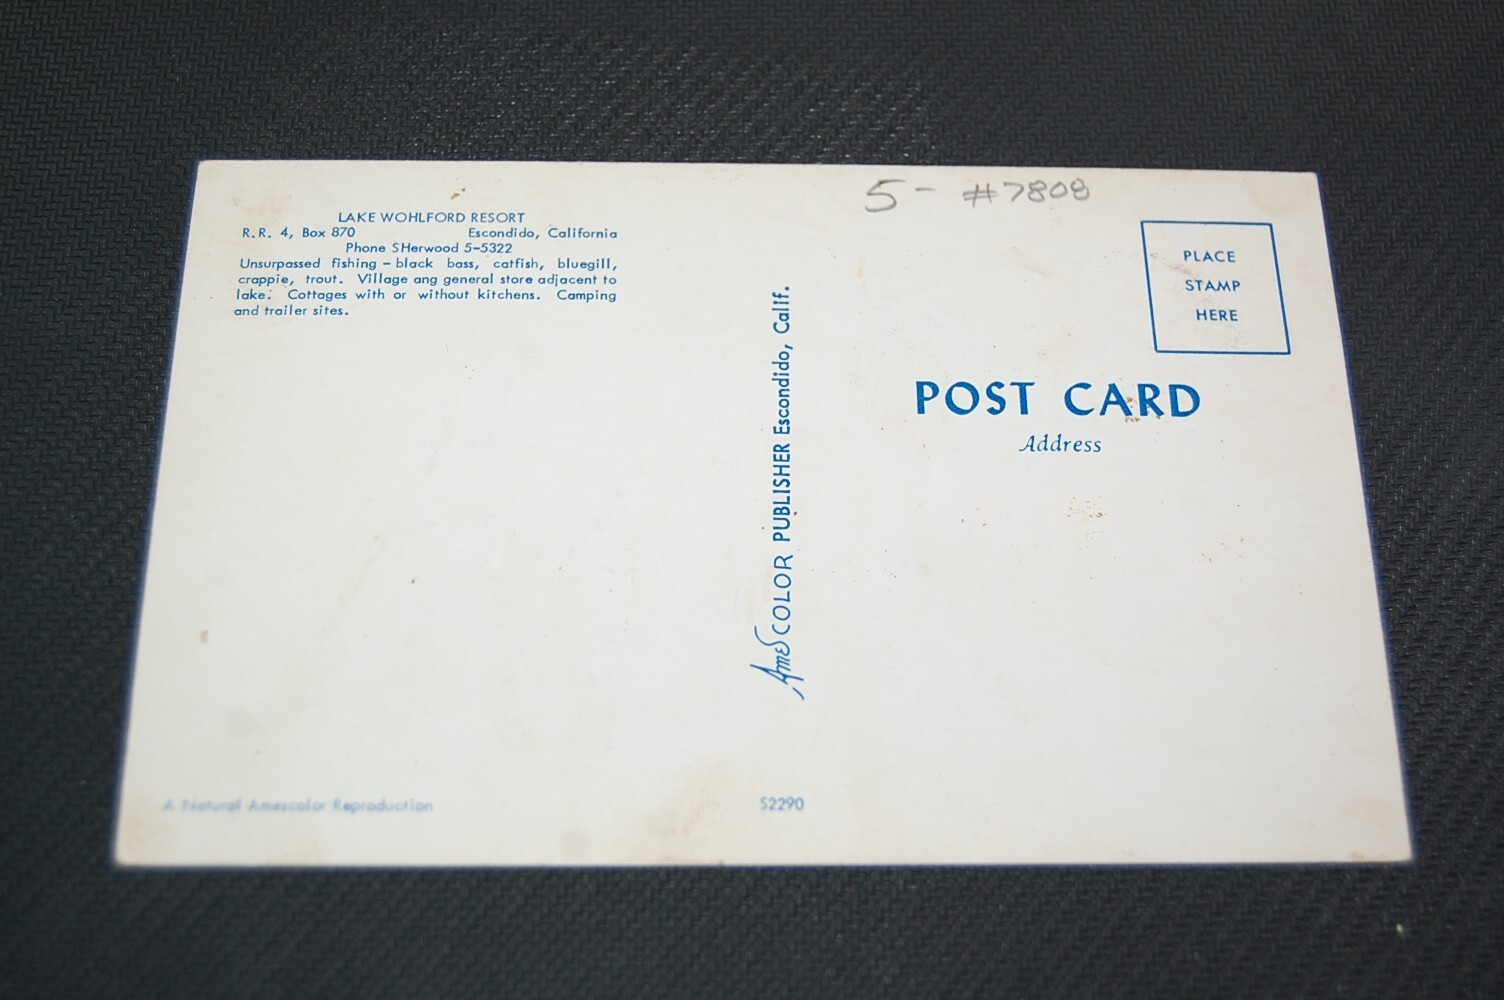 LAKE WOHLFORD RESORT
R.R. 4, Box 870 Escondido, California
Phone SHerwood 5-5322
Unsurpassed fishing - black bass, catfish, bluegill,
crappie, trout. Village ang general store adjacent to
lake. Cottages with or without kitchens. Camping
and trailer sites.
A Natural Amescolor Reproduction
AmesCOLOR PUBLISHER Escondido, Calif.
S2290
5- #7808
PLACE
STAMP
HERE
POST CARD
Address